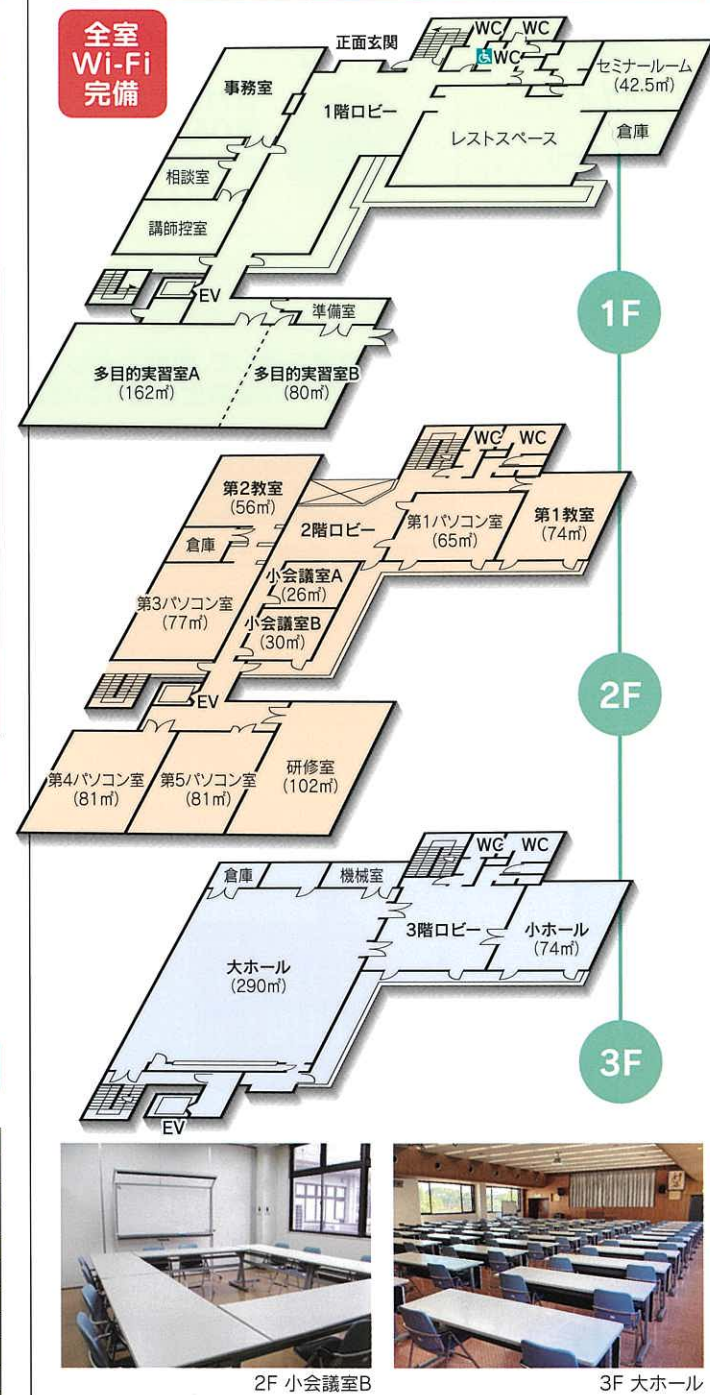 全室
Wi-Fi
完備
正面玄関
WC
WC
WC
事務室
1階ロビー
セミナールーム
(42.5㎡)
レストスペース
倉庫
相談室
講師控室
EV
準備室
1F
多目的実習室A
(162㎡)
多目的実習室B
(80㎡)
WC
WC
第2教室
(56㎡)
2階ロビー
第1パソコン室
(65㎡)
第1教室
(74㎡)
倉庫
小会議室A
(26㎡)
第3パソコン室
(77㎡)
小会議室B
(30㎡)
2F
EV
第4パソコン室
(81㎡)
第5パソコン室
(81㎡)
研修室
(102㎡)
WC
WC
倉庫
機械室
3階ロビー
小ホール
(74㎡)
大ホール
(290㎡)
3F
EV
2F 小会議室B
3F 大ホール